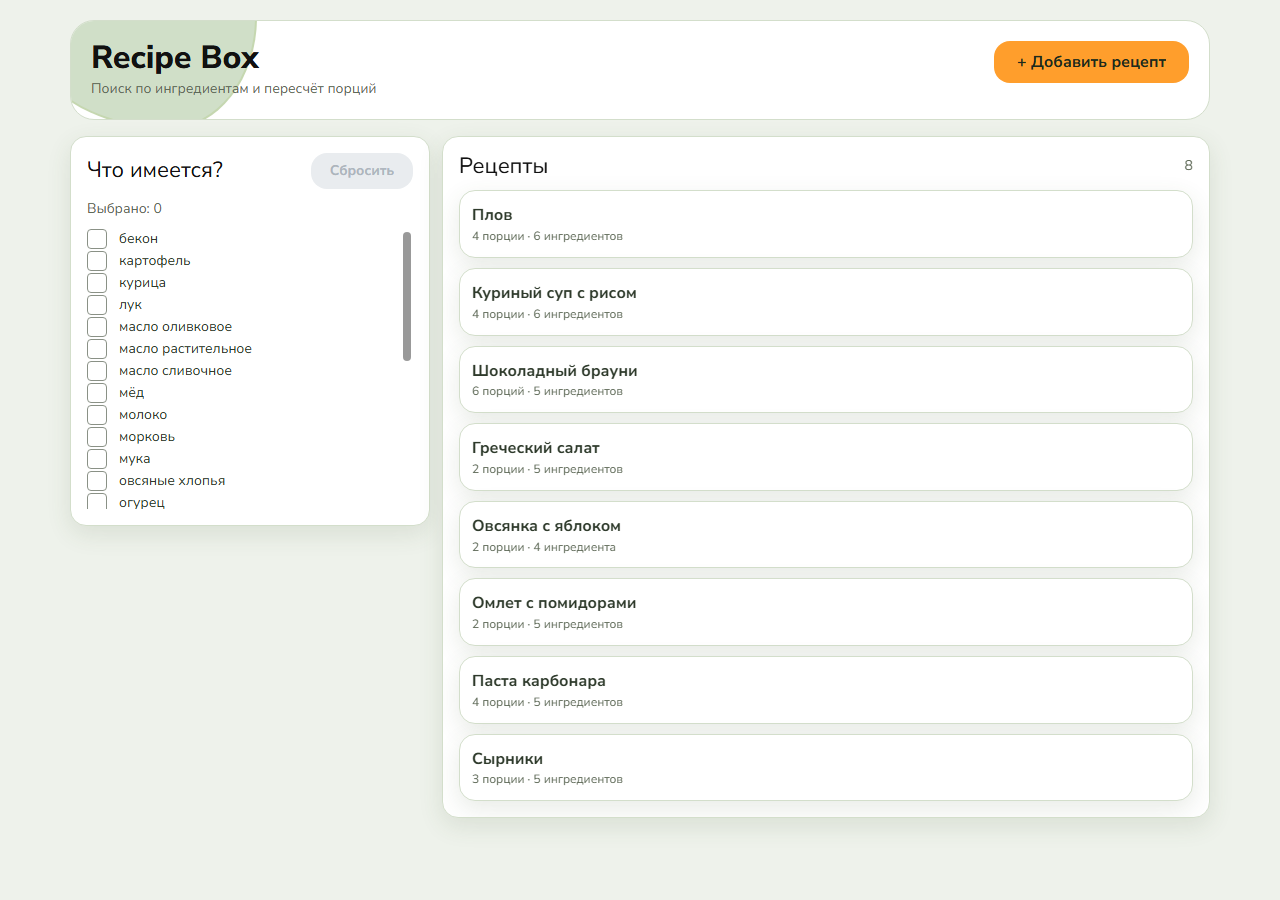 Recipe Box
Поиск по ингредиентам и пересчёт порций
+ Добавить рецепт
Что имеется?
Сбросить
Выбрано: 0
бекон
картофель
курица
лук
масло оливковое
масло растительное
масло сливочное
мёд
молоко
морковь
мука
овсяные хлопья
огурец
Рецепты
8
Плов
4 порции · 6 ингредиентов
Куриный суп с рисом
4 порции · 6 ингредиентов
Шоколадный брауни
6 порций · 5 ингредиентов
Греческий салат
2 порции · 5 ингредиентов
Овсянка с яблоком
2 порции · 4 ингредиента
Омлет с помидорами
2 порции · 5 ингредиентов
Паста карбонара
4 порции · 5 ингредиентов
Сырники
3 порции · 5 ингредиентов